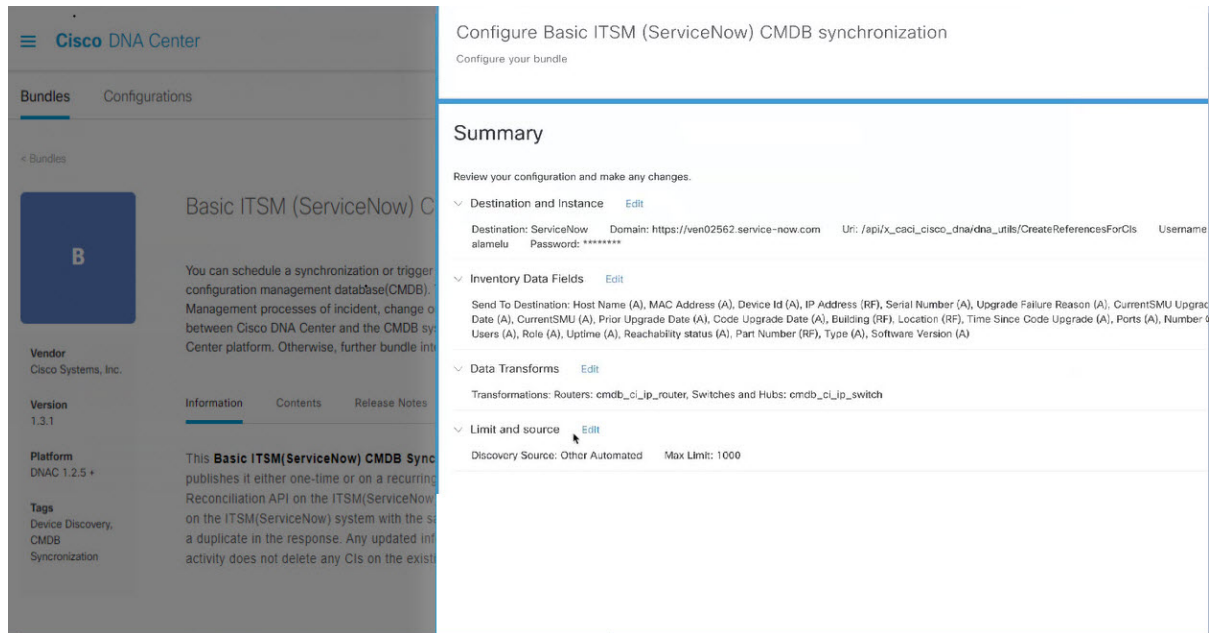 Cisco DNA Center
Bundles Configurations
< Bundles
B
Basic ITSM (ServiceNow) C
You can schedule a synchronization or trigger
configuration management database(CMDB).
Management processes of incident, change o
between Cisco DNA Center and the CMDB sy
Center platform. Otherwise, further bundle int
Vendor
Cisco Systems, Inc.
Version
1.3.1
Platform
DNAC 1.2.5 +
Tags
Device Discovery,
CMDB
Syncronization
Information Contents Release Notes
This Basic ITSM(ServiceNow) CMDB Sync
publishes it either one-time or on a recurring
Reconciliation API on the ITSM(ServiceNow
on the ITSM(ServiceNow) system with the sa
a duplicate in the response. Any updated inf
activity does not delete any CIs on the existi
Configure Basic ITSM (ServiceNow) CMDB synchronization
Configure your bundle
Summary
Review your configuration and make any changes.
Destination and Instance Edit
Destination: ServiceNow Domain: https://ven02562.service-now.com Uri: /api/x_caci_cisco_dna/dna_utils/CreateReferencesForCIs Username
alamelu Password: ********
Inventory Data Fields Edit
Send To Destination: Host Name (A), MAC Address (A), Device Id (A), IP Address (RF), Serial Number (A), Upgrade Failure Reason (A), CurrentSMU Upgrad
Date (A), CurrentSMU (A), Prior Upgrade Date (A), Code Upgrade Date (A), Building (RF), Location (RF), Time Since Code Upgrade (A), Ports (A), Number
Users (A), Role (A), Uptime (A), Reachability status (A), Part Number (RF), Type (A), Software Version (A)
Data Transforms Edit
Transformations: Routers: cmdb_ci_ip_router, Switches and Hubs: cmdb_ci_ip_switch
Limit and source Edit
Discovery Source: Other Automated Max Limit: 1000